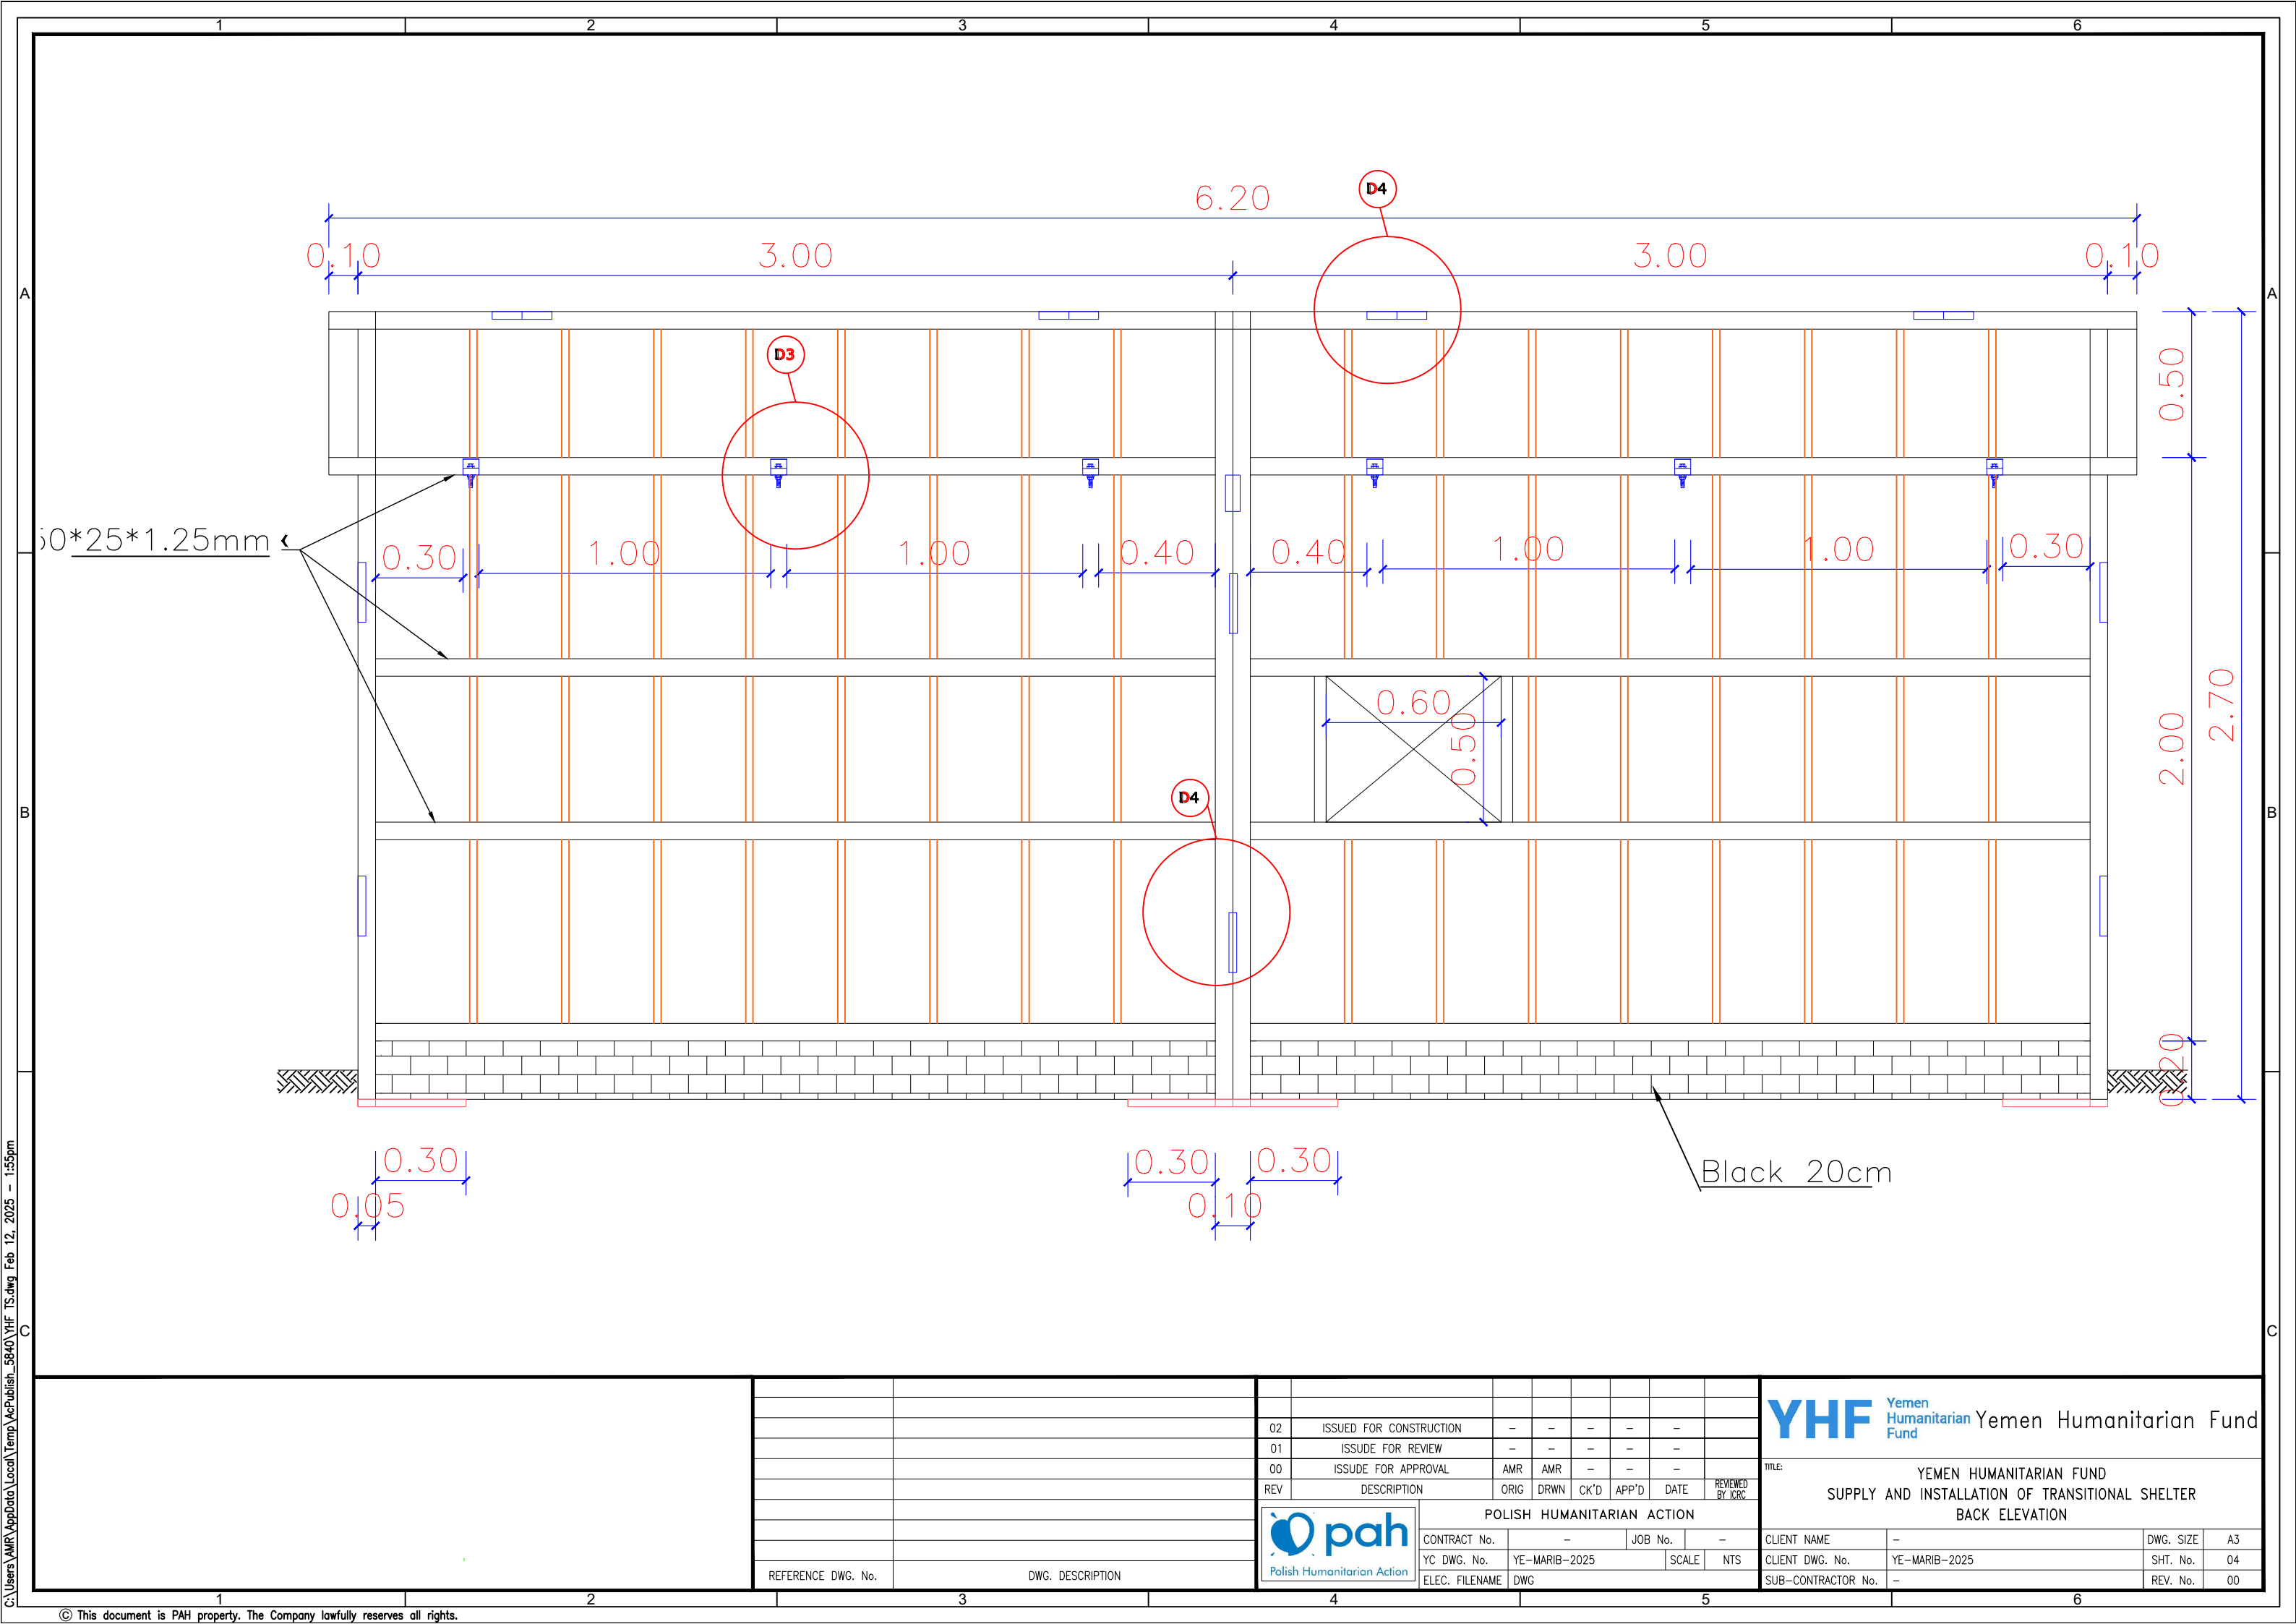 1 2 3 4 5 6
A A
B B
C C
6.20
0.10 3.00 3.00 0.10
D4
D3
0*25*1.25mm
0.30 1.00 1.00 0.40 0.40 1.00 1.00 0.30
0.60
0.50
D4
0.50
2.00
2.70
0.20
0.30 0.30 0.30
0.05 0.10
Black 20cm
C:\Users\AMR\AppData\Local\Temp\AcPublish_5840\YHF TS.dwg Feb 12, 2025 - 1:55pm
REFERENCE DWG. No. DWG. DESCRIPTION
02 ISSUED FOR CONSTRUCTION - - - - -
01 ISSUDE FOR REVIEW - - - - -
00 ISSUDE FOR APPROVAL AMR AMR - - -
REV DESCRIPTION ORIG DRWN CK'D APP'D DATE REVIEWED BY ICRC
pah
Polish Humanitarian Action
POLISH HUMANITARIAN ACTION
CONTRACT No. - JOB No. -
YC DWG. No. YE-MARIB-2025 SCALE NTS
ELEC. FILENAME DWG
YHF Yemen Humanitarian Fund
Yemen Humanitarian Fund
TITLE:
YEMEN HUMANITARIAN FUND
SUPPLY AND INSTALLATION OF TRANSITIONAL SHELTER
BACK ELEVATION
CLIENT NAME - DWG. SIZE A3
CLIENT DWG. No. YE-MARIB-2025 SHT. No. 04
SUB-CONTRACTOR No. - REV. No. 00
1 2 3 4 5 6
© This document is PAH property. The Company lawfully reserves all rights.